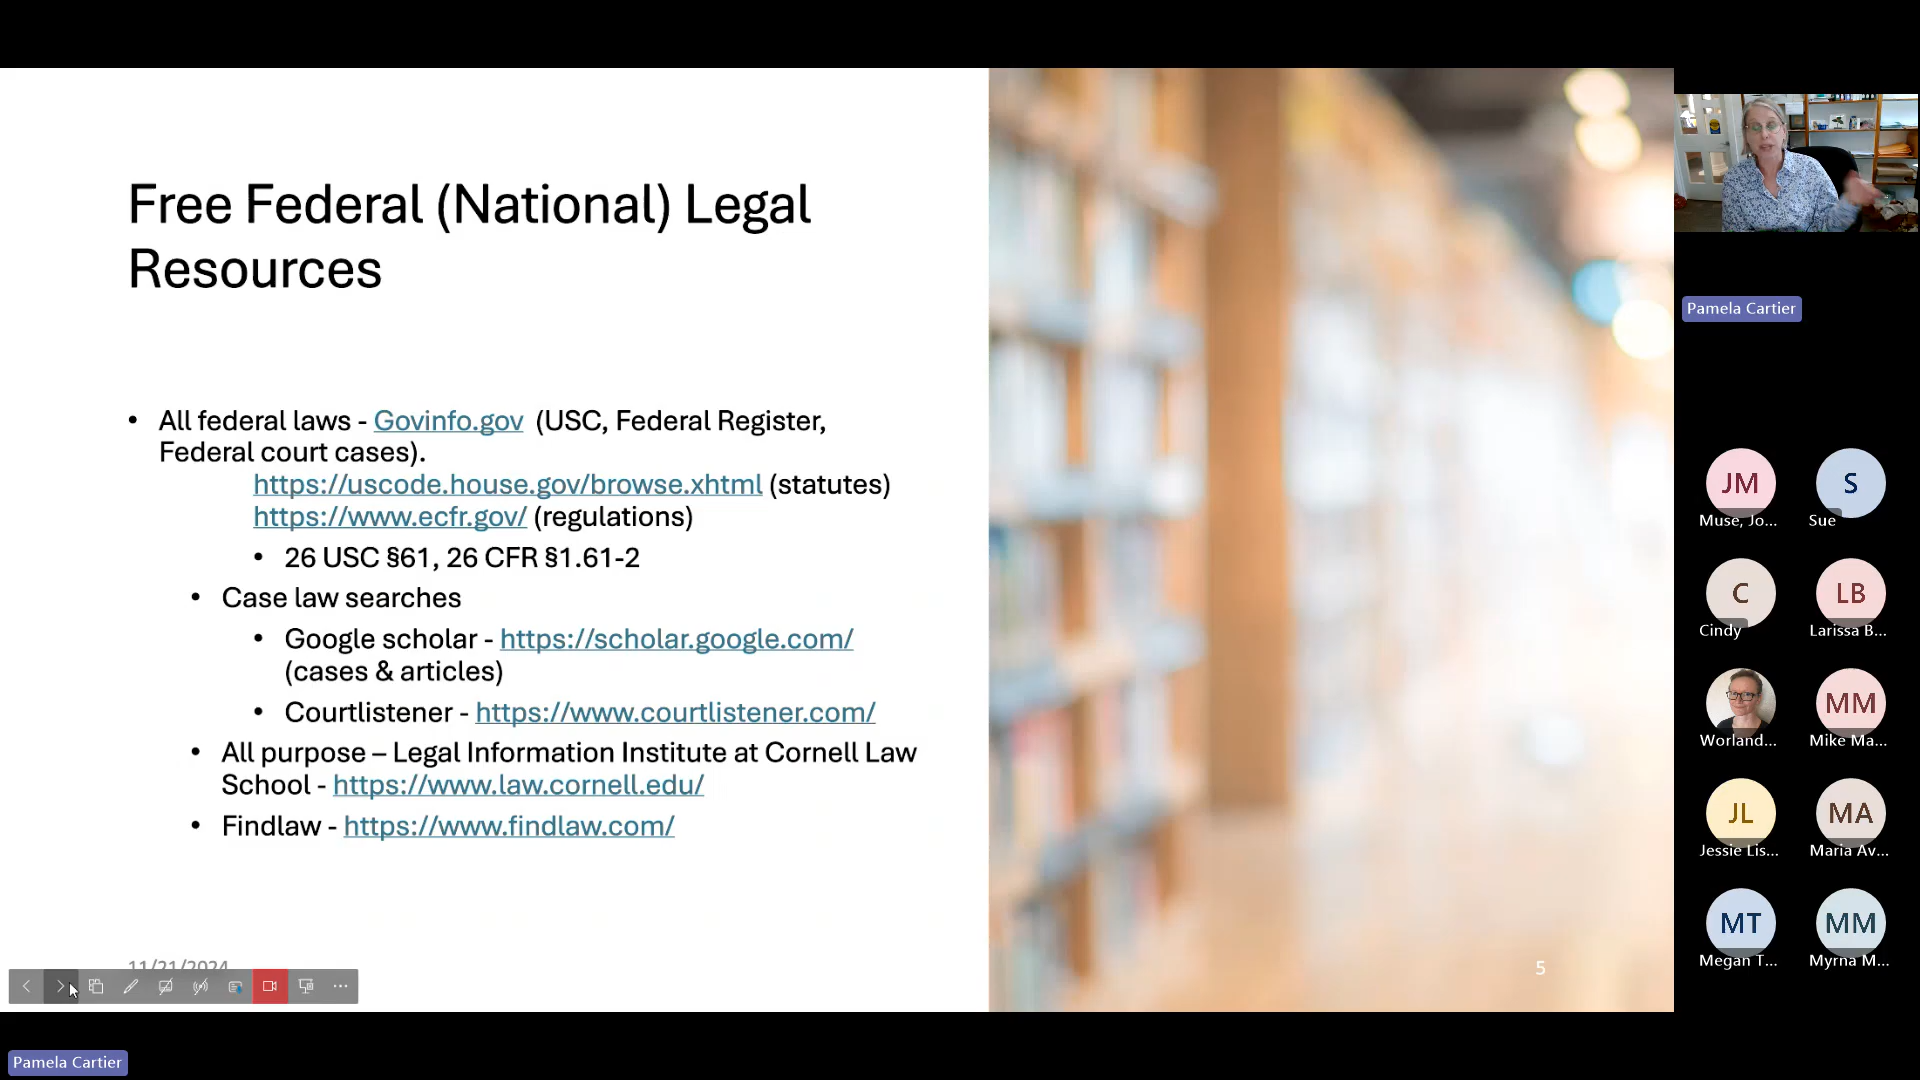 Free Federal (National) Legal
Resources
• All federal laws - Govinfo.gov (USC, Federal Register,
Federal court cases).
https://uscode.house.gov/browse.xhtml (statutes)
https://www.ecfr.gov/ (regulations)
• 26 USC §61, 26 CFR §1.61-2
• Case law searches
• Google scholar - https://scholar.google.com/
(cases & articles)
• Courtlistener - https://www.courtlistener.com/
• All purpose – Legal Information Institute at Cornell Law
School - https://www.law.cornell.edu/
• Findlaw - https://www.findlaw.com/
11/21/2024
5
Pamela Cartier
Pamela Cartier
JM
S
Muse, Jo...
Sue
C
LB
Cindy
Larissa B...
MM
Worland...
Mike Ma...
JL
MA
Jessie Lis...
Maria Av...
MT
MM
Megan T...
Myrna M...